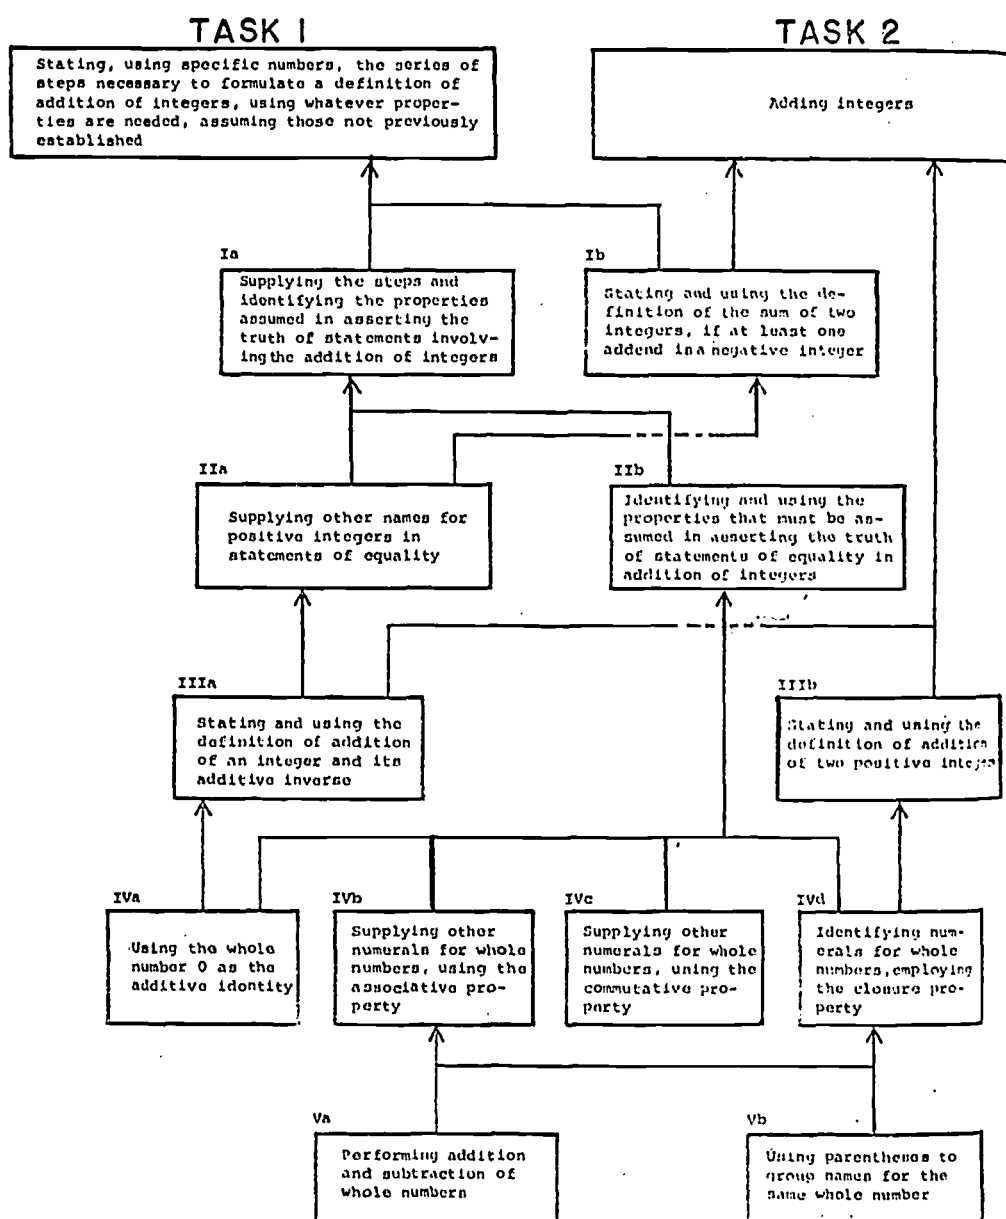 TASK 1
Stating, using specific numbers, the series of
steps necessary to formulate a definition of
addition of integers, using whatever proper-
ties are needed, assuming those not previously
established
TASK 2
Adding integers
Ia
Supplying the steps and
identifying the properties
assumed in asserting the
truth of statements involv-
ing the addition of integers
Ib
Stating and using the de-
finition of the sum of two
integers, if at least one
addend is a negative integer
IIa
Supplying other names for
positive integers in
statements of equality
IIb
Identifying and using the
properties that must be as-
sumed in asserting the truth
of statements of equality in
addition of integers
IIIa
Stating and using the
definition of addition
of an integer and its
additive inverse
IIIb
Stating and using the
definition of addition
of two positive
IVa
Using the whole
number 0 as the
additive identity
IVb
Supplying other
numerals for whole
numbers, using the
associative pro-
perty
IVc
Supplying other
numerals for whole
numbers, using the
commutative pro-
perty
IVd
Identifying num-
erals for whole
numbers, employing
the closure pro-
perty
Va
Performing addition
and subtraction of
whole numbers
Vb
Using parentheses to
group names for the
same whole number